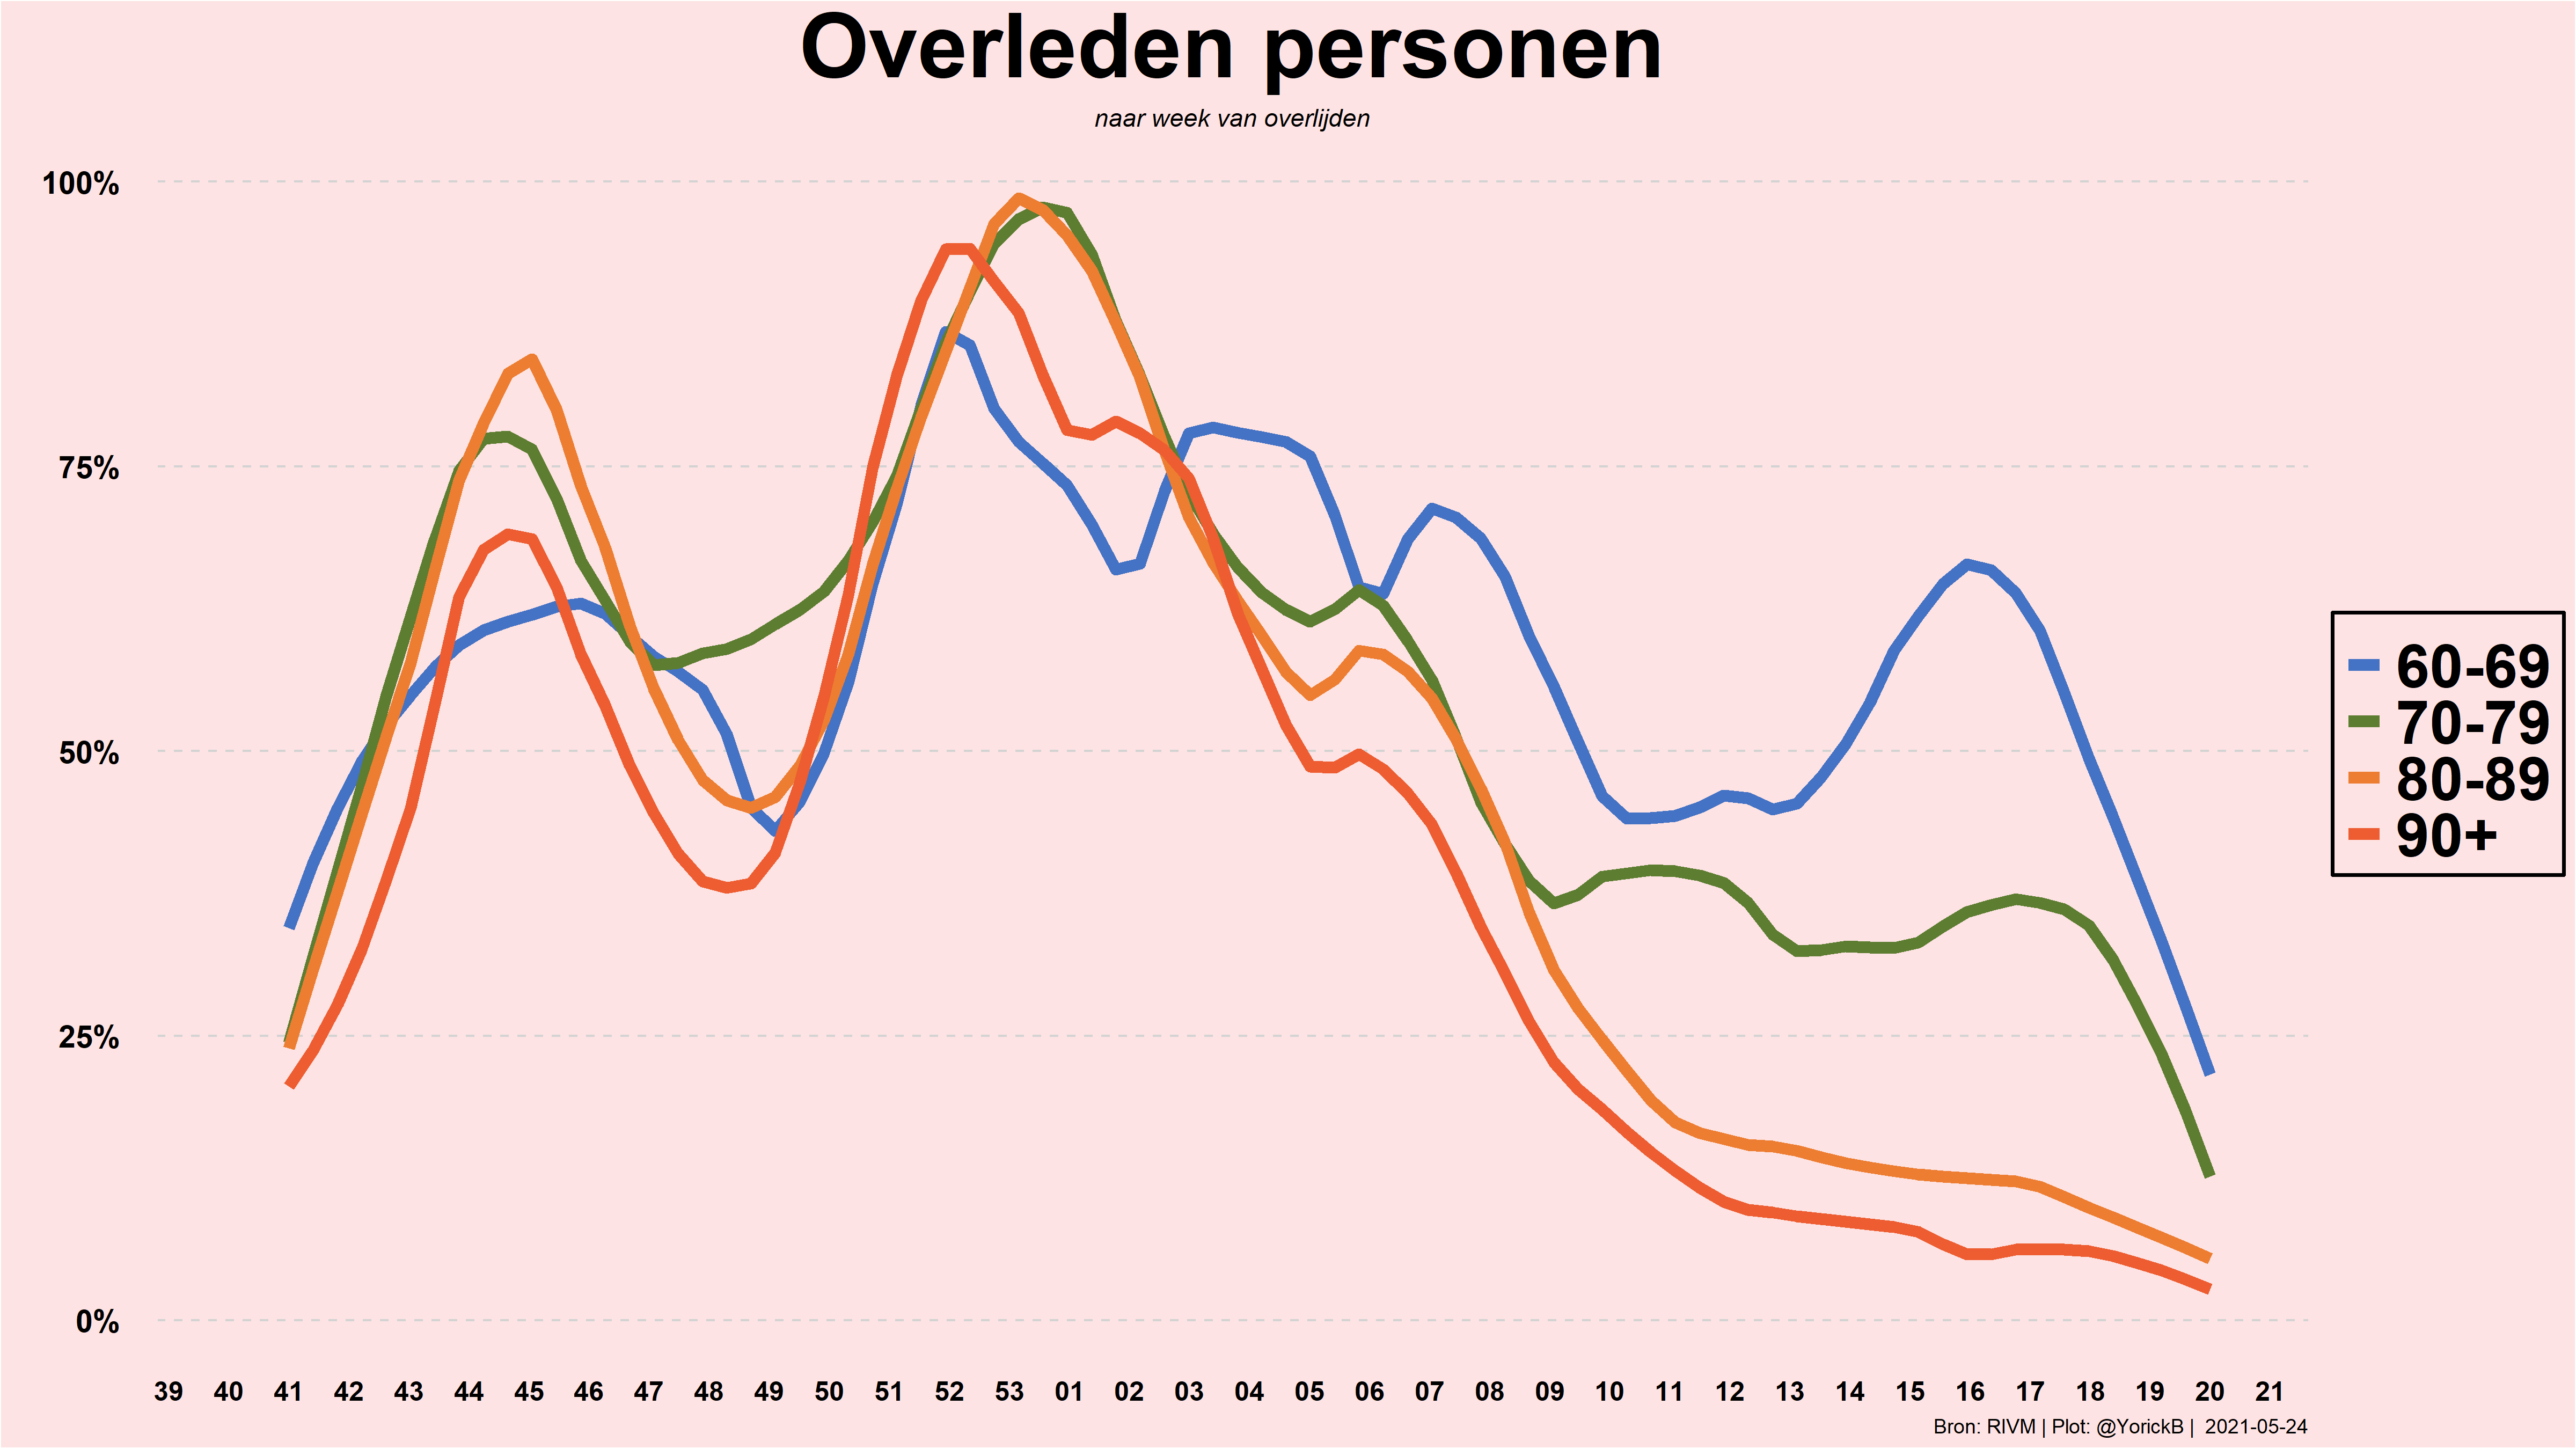 Overleden personen
naar week van overlijden
100%
75%
50%
25%
0%
60-69
70-79
80-89
90+
39 40 41 42 43 44 45 46 47 48 49 50 51 52 53 01 02 03 04 05 06 07 08 09 10 11 12 13 14 15 16 17 18 19 20 21
Bron: RIVM | Plot: @YorickB | 2021-05-24